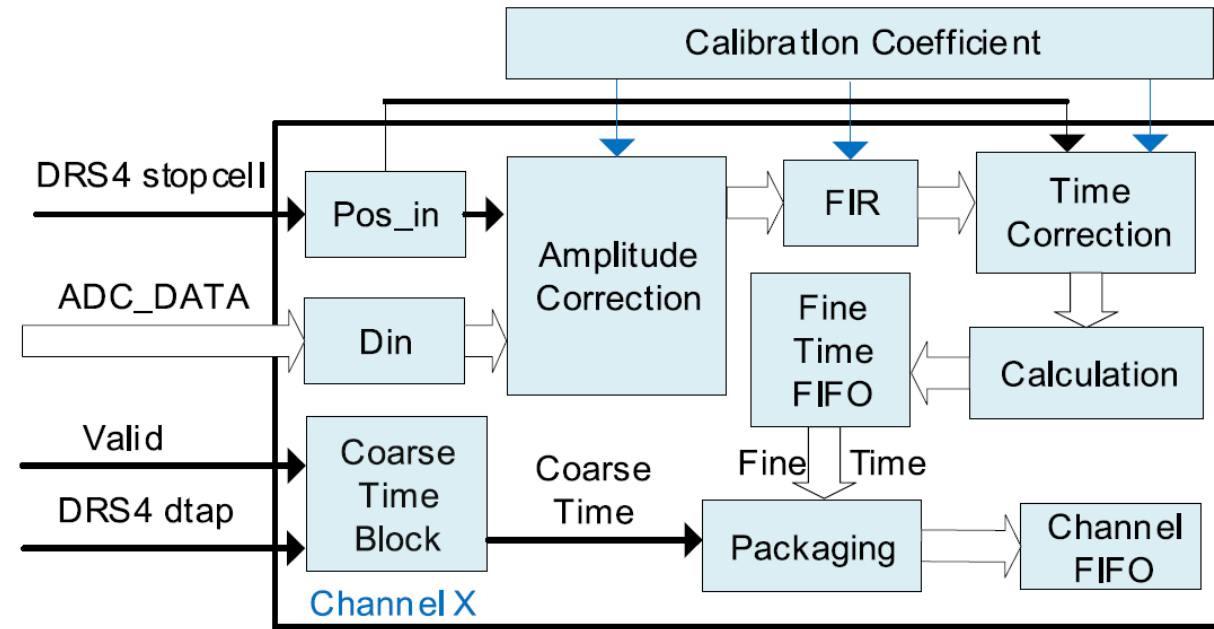 Calibration Coefficient
DRS4 stopcell
Pos_in
Amplitude
Correction
FIR
Time
Correction
ADC_DATA
Din
Fine
Time
FIFO
Calculation
Valid
DRS4 dtap
Coarse
Time
Block
Coarse
Time
Fine Time
Packaging
Channel
FIFO
Channel X